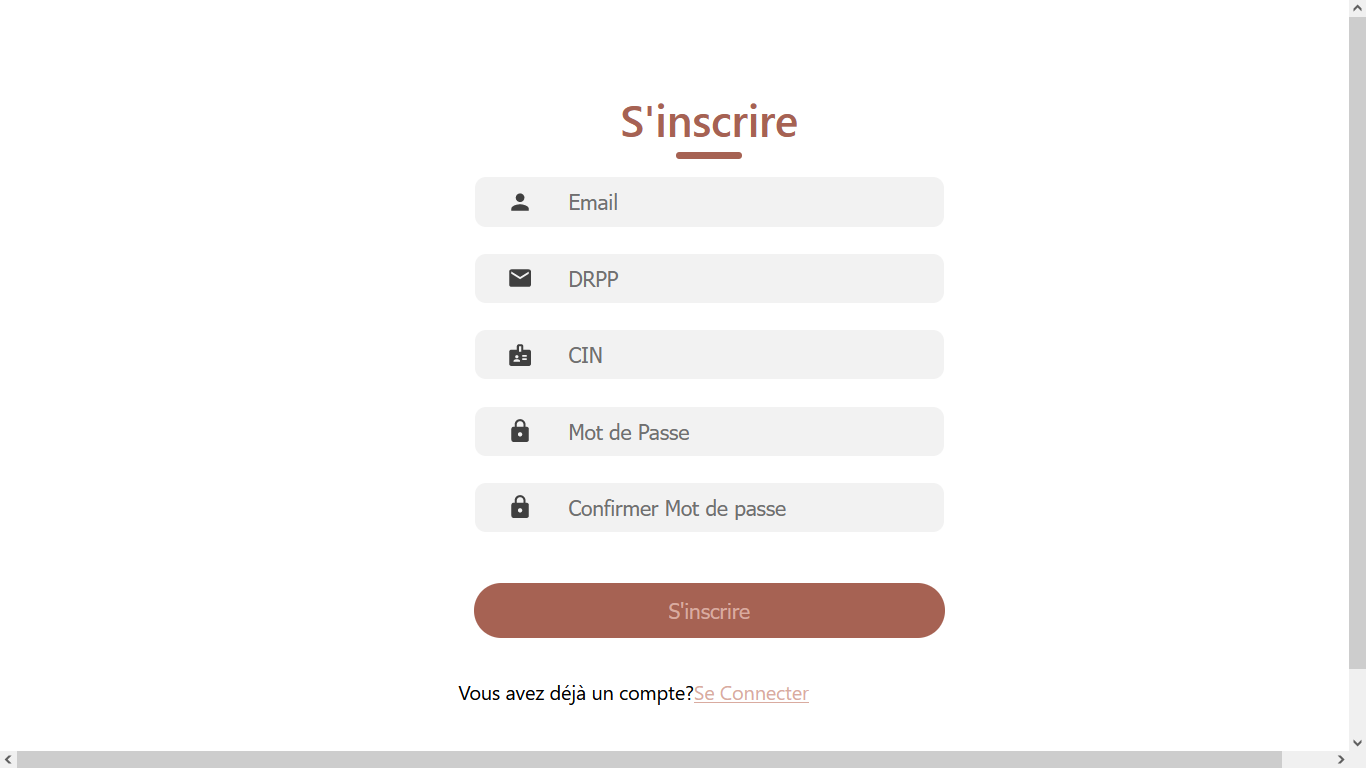 S'inscrire
Email
DRPP
CIN
Mot de Passe
Confirmer Mot de passe
S'inscrire
Vous avez déjà un compte?Se Connecter